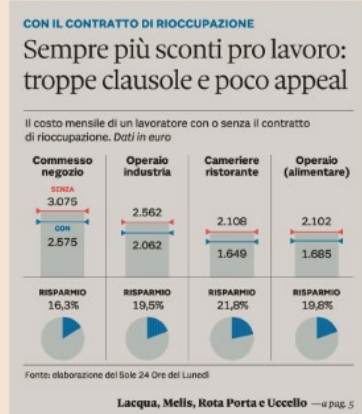 CON IL CONTRATTO DI RIOCCUPAZIONE
Sempre più sconti pro lavoro:
troppe clausole e poco appeal
Il costo mensile di un lavoratore con o senza il contratto
di rioccupazione. Dati in euro
Commesso negozio
SENZA
3.075
CON
2.575
RISPARMIO
16,3%
Operaio industria
2.562
2.062
RISPARMIO
19,5%
Cameriere ristorante
2.108
1.649
RISPARMIO
21,8%
Operaio (alimentare)
2.102
1.685
RISPARMIO
19,8%
Fonte: elaborazione del Sole 24 Ore del Lunedì
Lacqua, Melis, Rota Porta e Uccello —a pag. 5